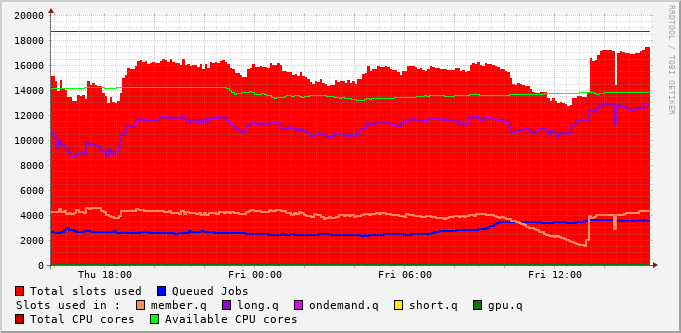 20000
18000
16000
14000
12000
10000
8000
6000
4000
2000
0
Thu 18:00 Fri 00:00 Fri 06:00 Fri 12:00
Total slots used Queued Jobs
Slots used in : member.q long.q ondemand.q short.q gpu.q
Total CPU cores Available CPU cores
RRDTOOL / TOBI OETIKER